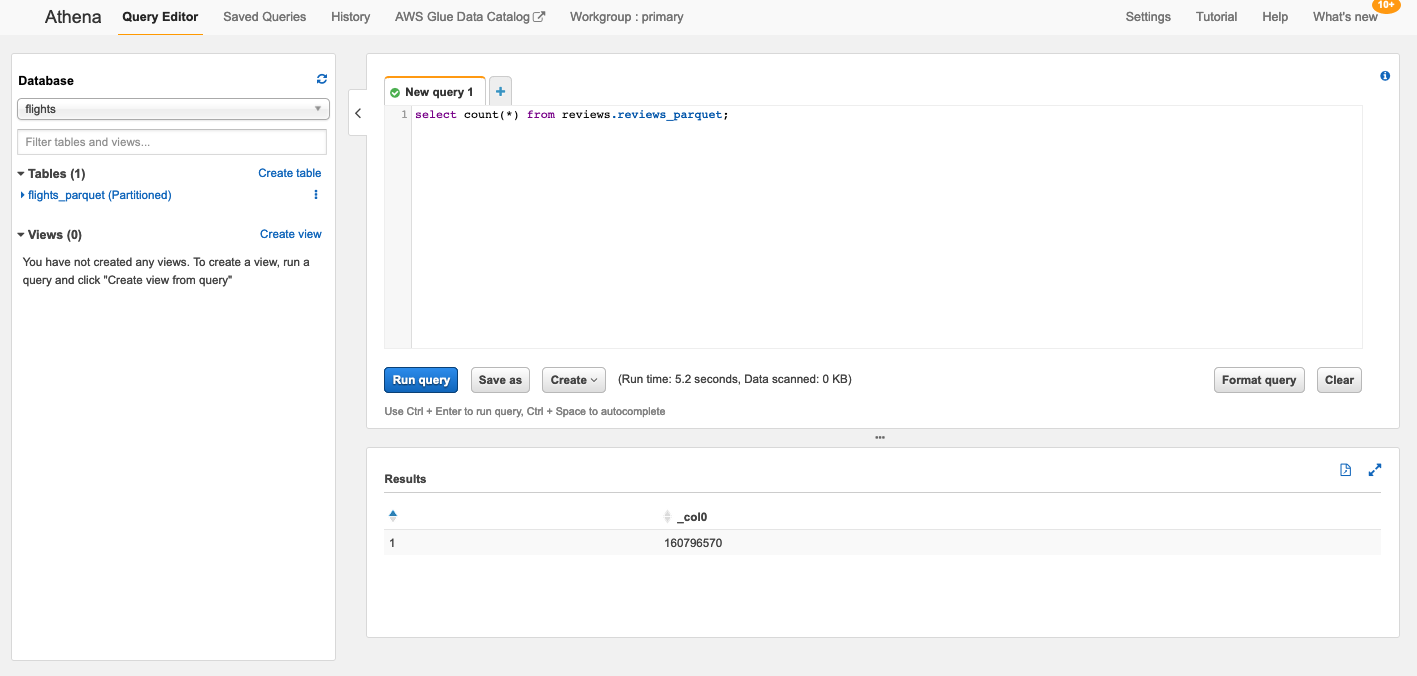 Athena Query Editor Saved Queries History AWS Glue Data Catalog Workgroup : primary Settings Tutorial Help What's new 10+
Database
flights
Filter tables and views...
Tables (1) Create table
flights_parquet (Partitioned)
Views (0) Create view
You have not created any views. To create a view, run a
query and click "Create view from query"
New query 1
1 select count(*) from reviews.reviews_parquet;
Run query Save as Create (Run time: 5.2 seconds, Data scanned: 0 KB) Format query Clear
Use Ctrl + Enter to run query, Ctrl + Space to autocomplete
Results
_col0
1 160796570